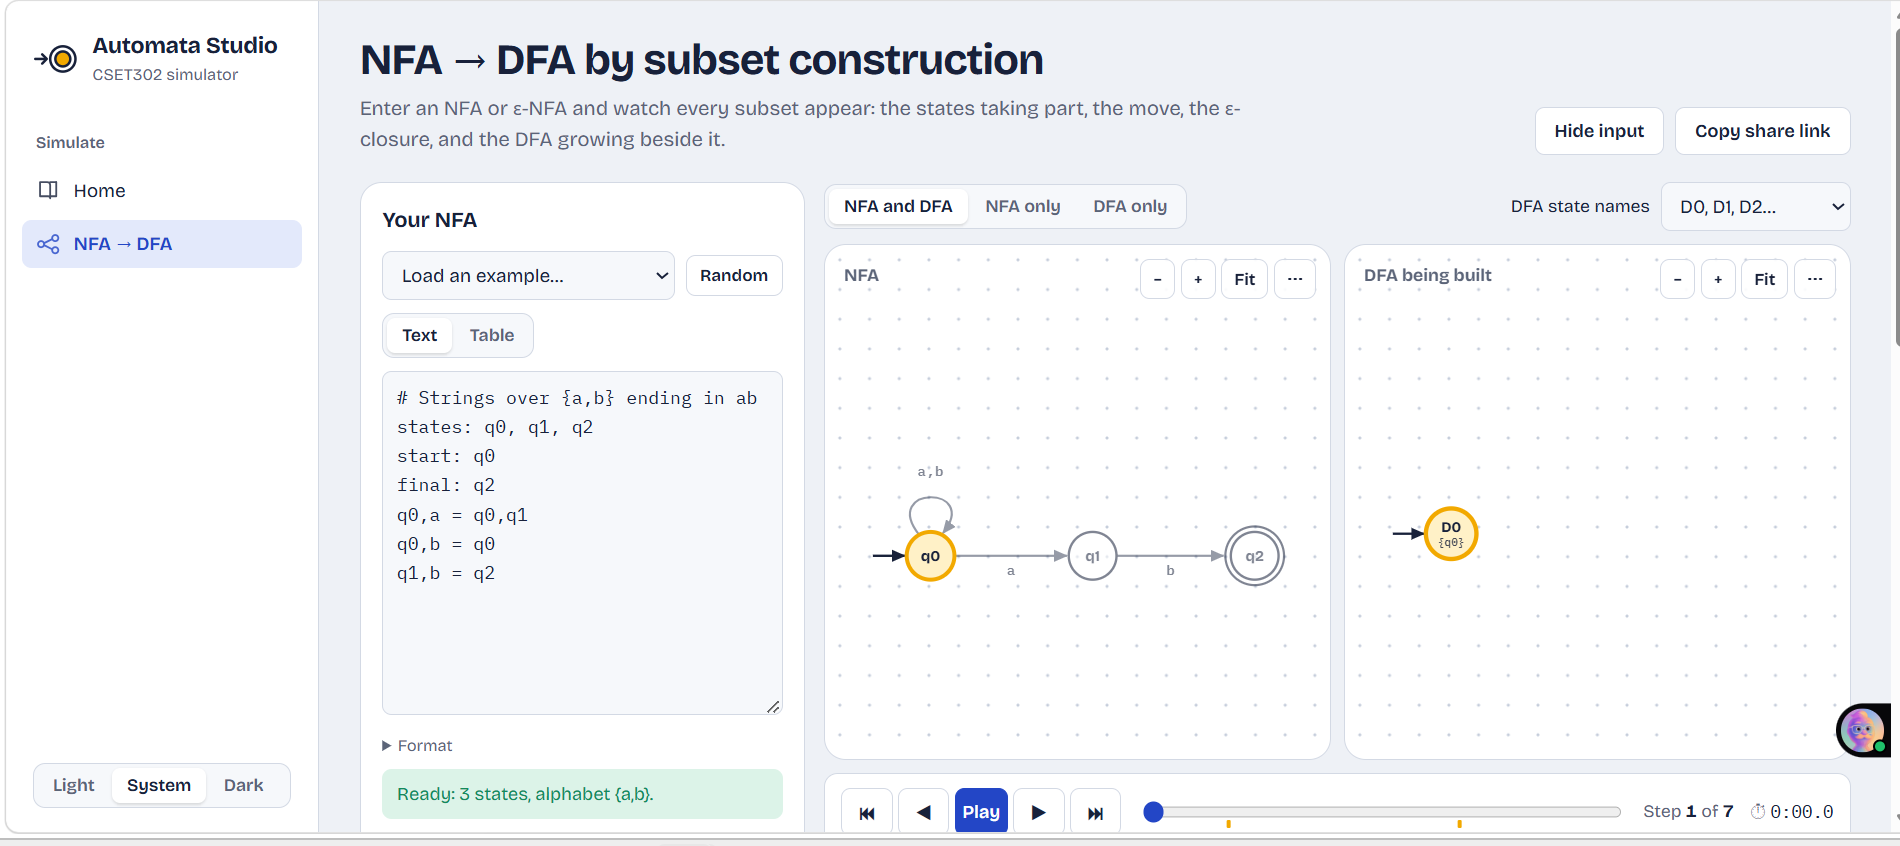 Automata Studio
CSET302 simulator
Simulate
Home
NFA → DFA
Light System Dark
NFA → DFA by subset construction
Enter an NFA or ε-NFA and watch every subset appear: the states taking part, the move, the ε-
closure, and the DFA growing beside it.
Hide input
Copy share link
Your NFA
Load an example...
Random
Text Table
# Strings over {a,b} ending in ab
states: q0, q1, q2
start: q0
final: q2
q0,a = q0,q1
q0,b = q0
q1,b = q2
Format
Ready: 3 states, alphabet {a,b}.
NFA and DFA NFA only DFA only
DFA state names D0, D1, D2...
NFA
− + Fit ...
a,b
q0
a
q1
b
q2
DFA being built
− + Fit ...
D0
{q0}
Play
Step 1 of 7
0:00.0